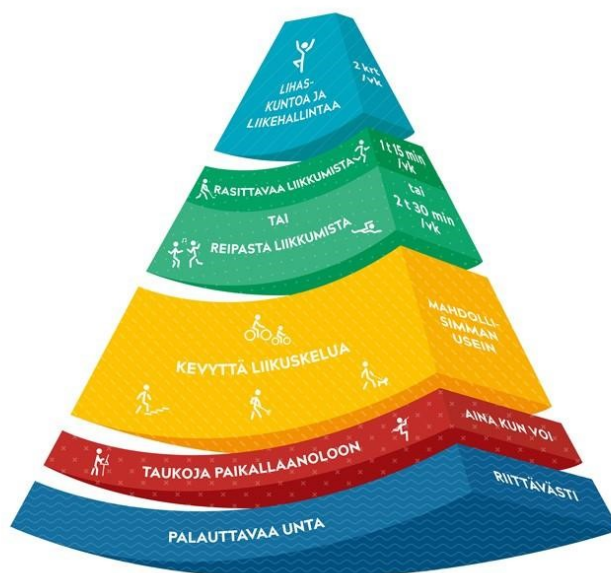 LIHAS-
KUNTOA JA
LIIKEHALLINTAA
2 krt
/vk
RASITTAVAA LIIKKUMISTA
1 t 15 min
/vk
TAI
tai
REIPASTA LIIKKUMISTA
2 t 30 min
/vk
KEVYTTÄ LIIKUSKELUA
MAHDOLLI-
SIMMAN
USEIN
TAUKOJA PAIKALLAANOLOON
AINA KUN VOI
PALAUTTAVAA UNTA
RIITTÄVÄSTI